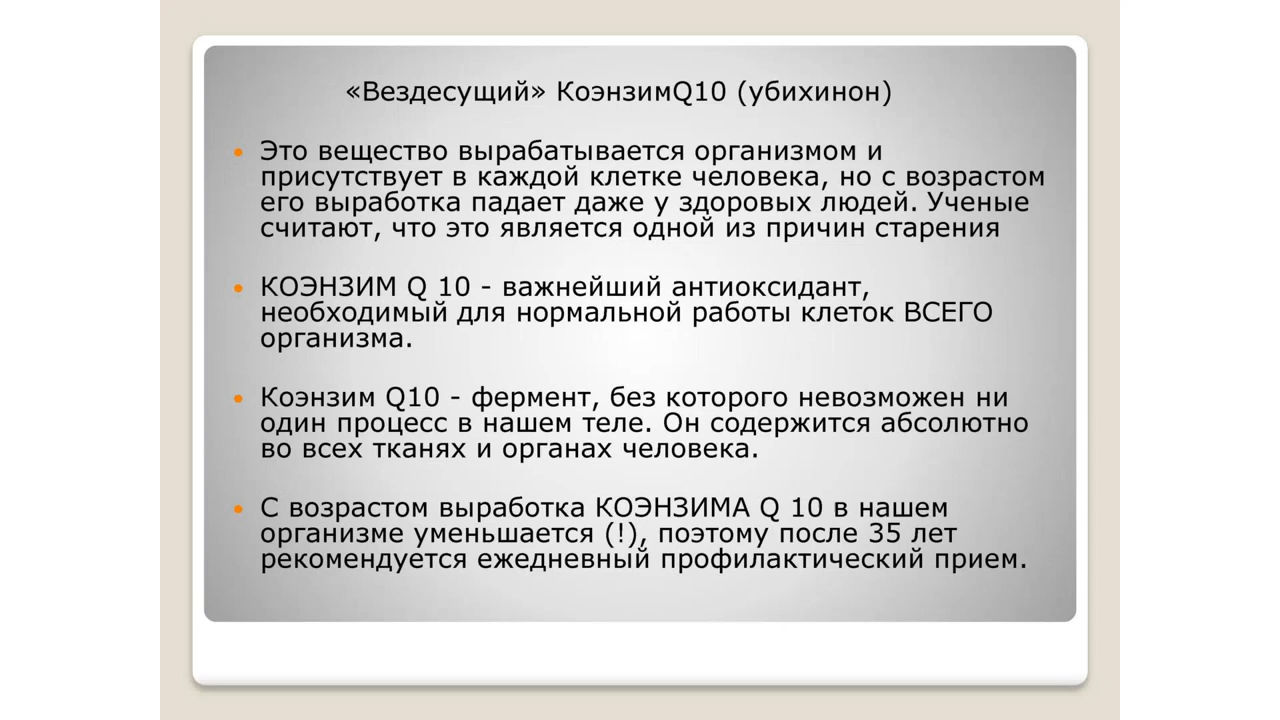 «Вездесущий» КоэнзимQ10 (убихинон)
• Это вещество вырабатывается организмом и
присутствует в каждой клетке человека, но с возрастом
его выработка падает даже у здоровых людей. Ученые
считают, что это является одной из причин старения
• КОЭНЗИМ Q 10 - важнейший антиоксидант,
необходимый для нормальной работы клеток ВСЕГО
организма.
• Коэнзим Q10 - фермент, без которого невозможен ни
один процесс в нашем теле. Он содержится абсолютно
во всех тканях и органах человека.
• С возрастом выработка КОЭНЗИМА Q 10 в нашем
организме уменьшается (!), поэтому после 35 лет
рекомендуется ежедневный профилактический прием.